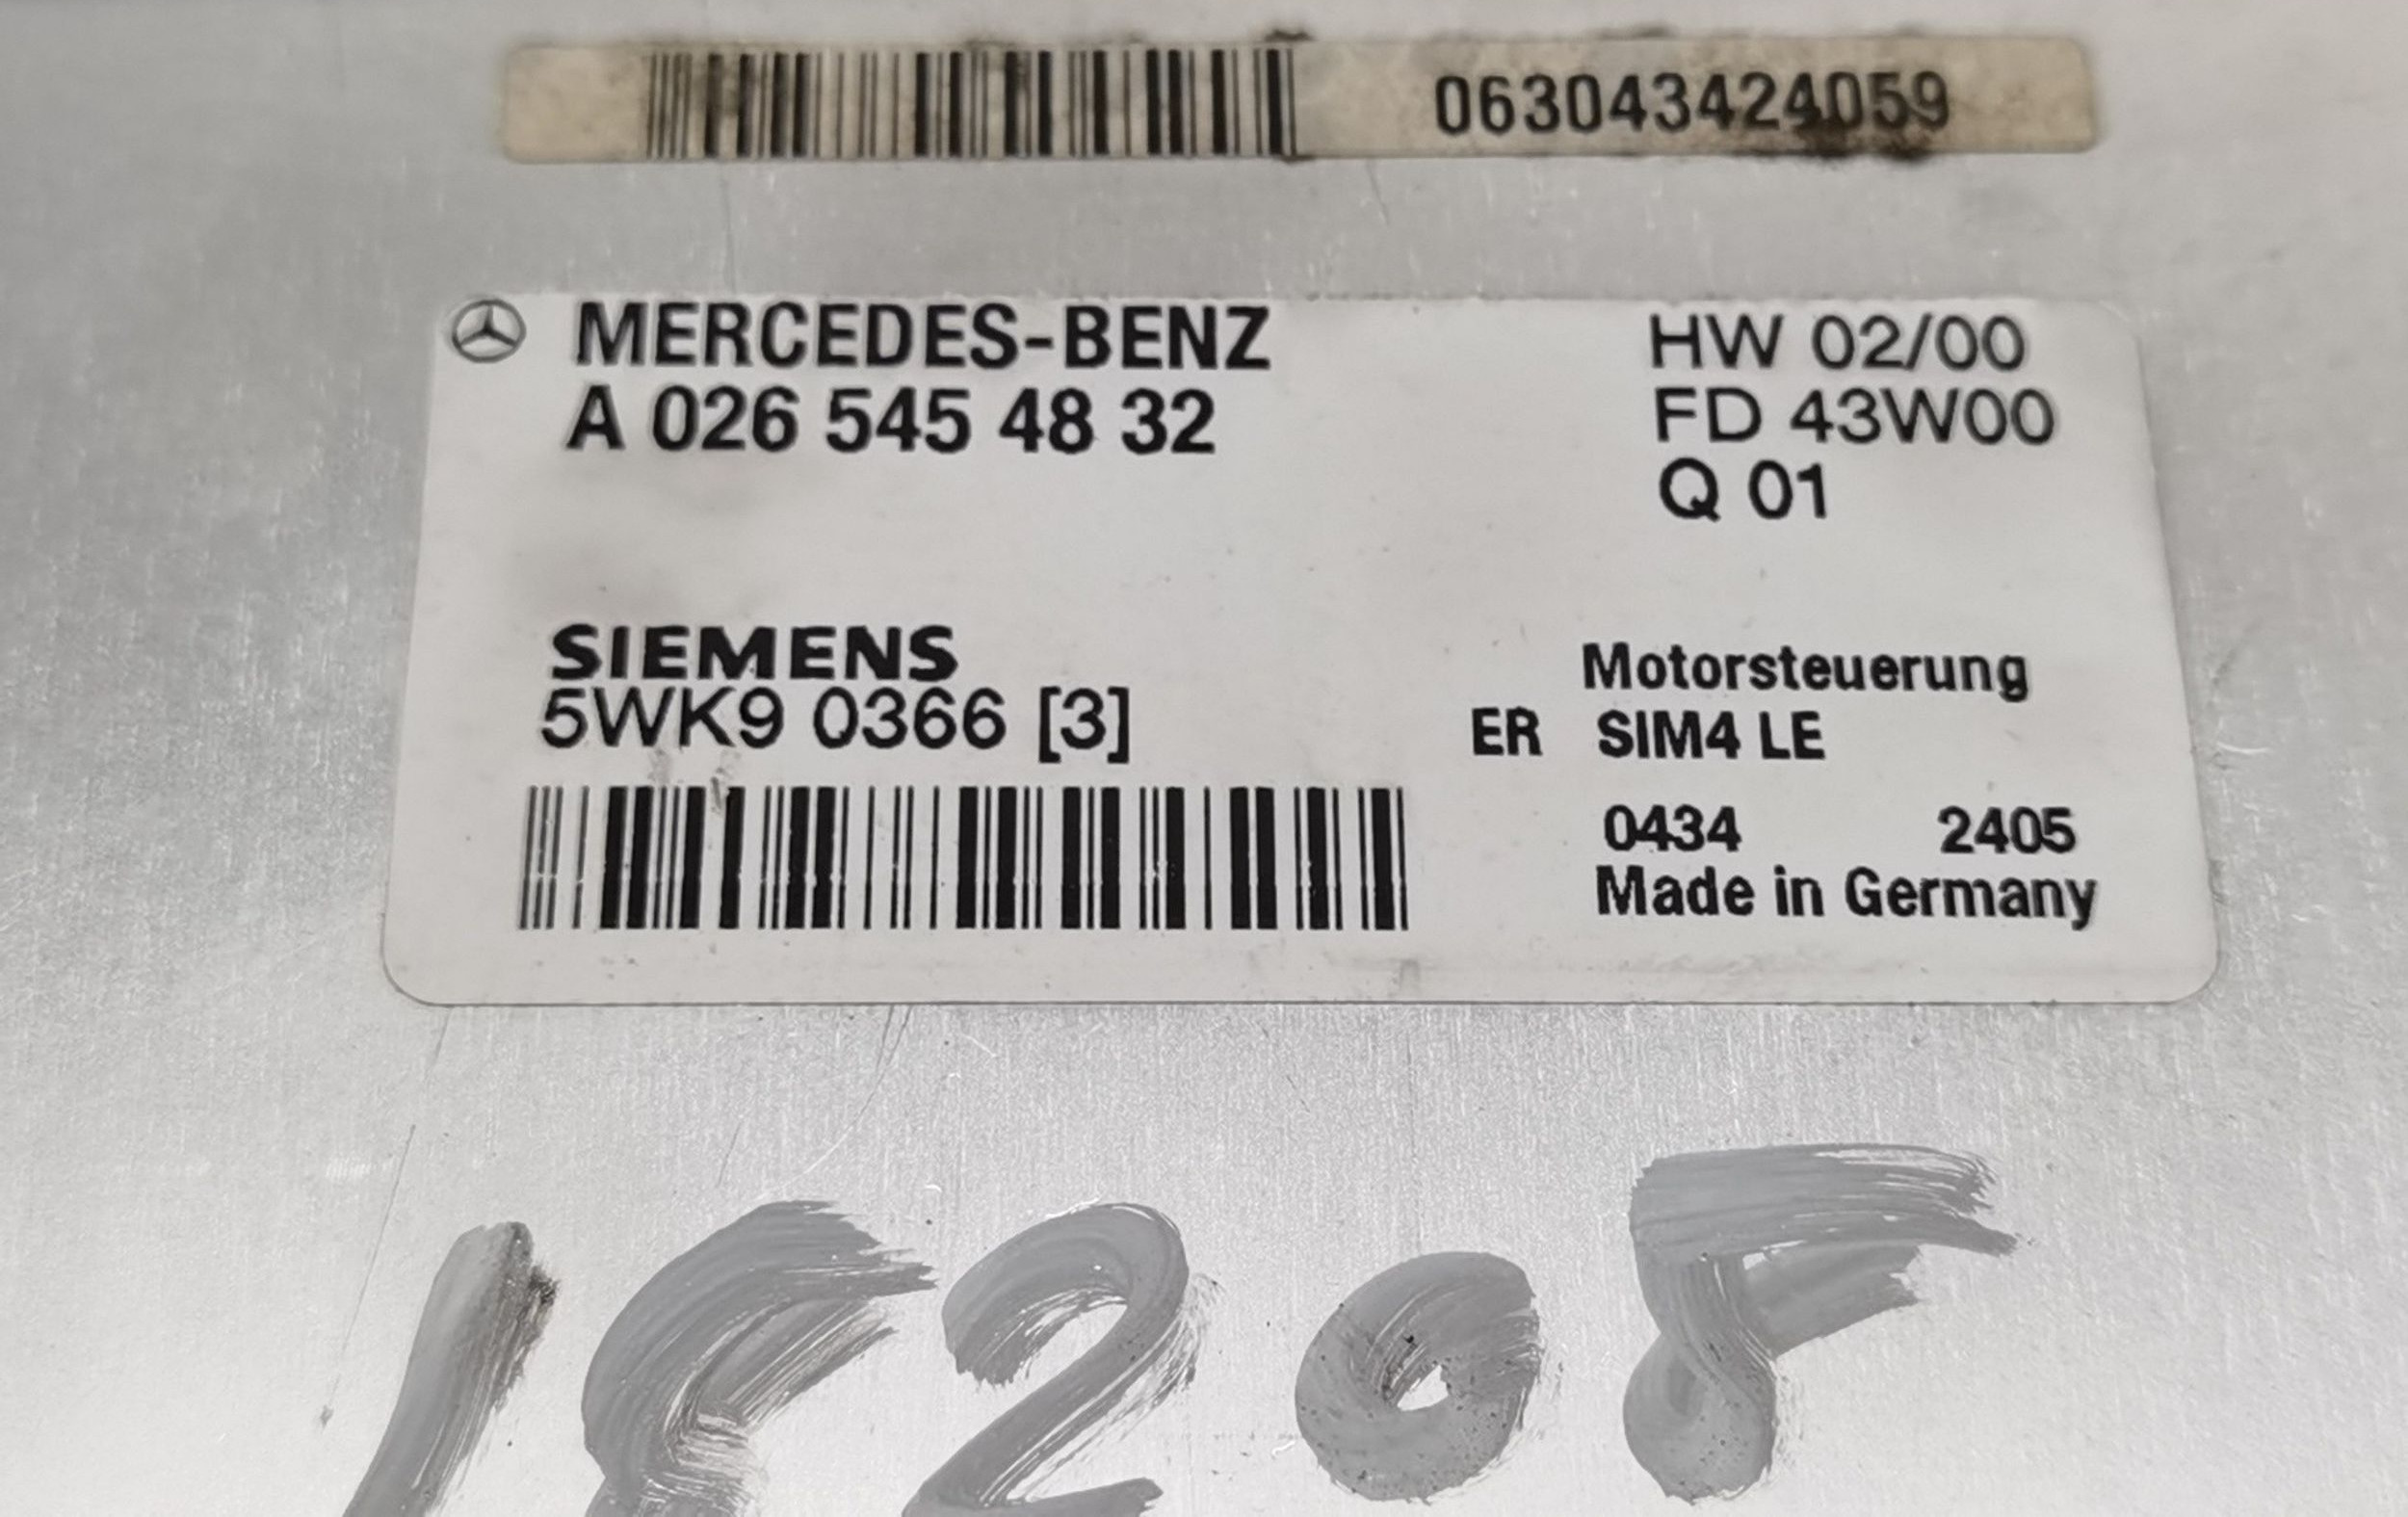 063043424059
MERCEDES-BENZ
A 026 545 48 32
HW 02/00
FD 43W00
Q 01
SIEMENS
5WK9 0366 [3]
Motorsteuerung
ER SIM4 LE
0434 2405
Made in Germany